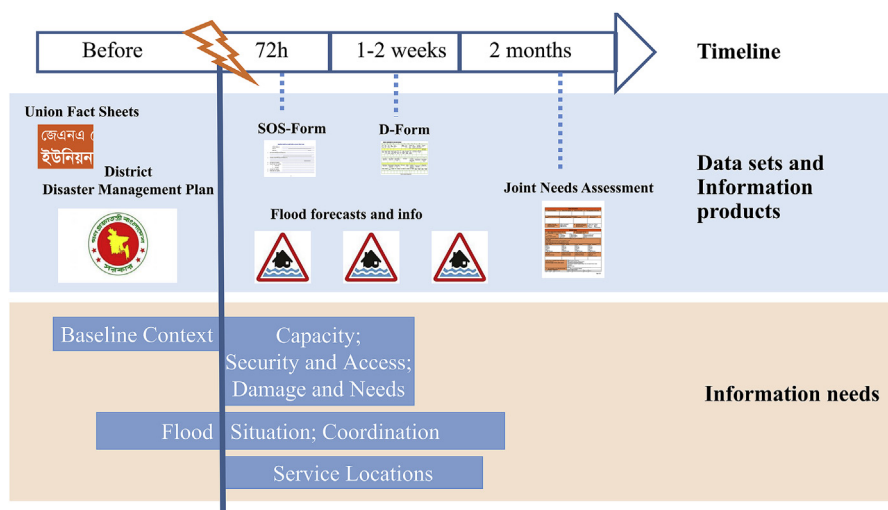 Before
72h
1-2 weeks
2 months
Timeline
Union Fact Sheets
জেএনএ
ইউনিয়ন
District
Disaster Management Plan
SOS-Form
D-Form
Joint Needs Assessment
Flood forecasts and info
Data sets and
Information
products
Baseline Context
Capacity;
Security and Access;
Damage and Needs
Flood Situation; Coordination
Service Locations
Information needs